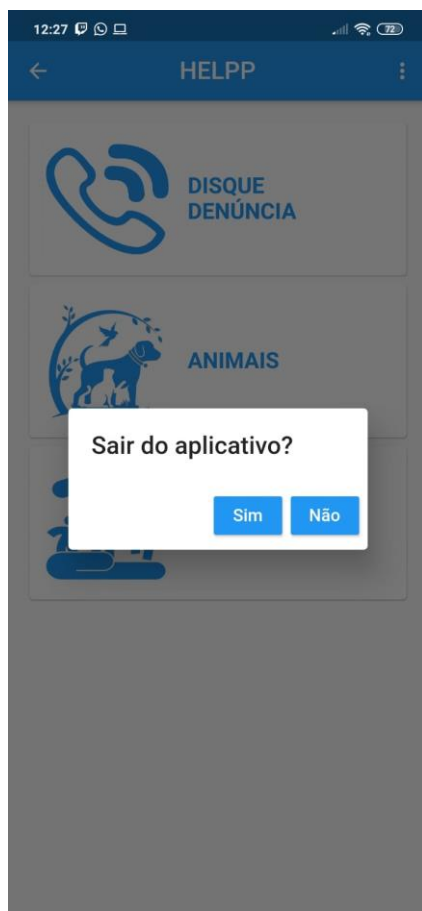 12:27
72
HELPP
DISQUE
DENÚNCIA
ANIMAIS
Sair do aplicativo?
Sim Não